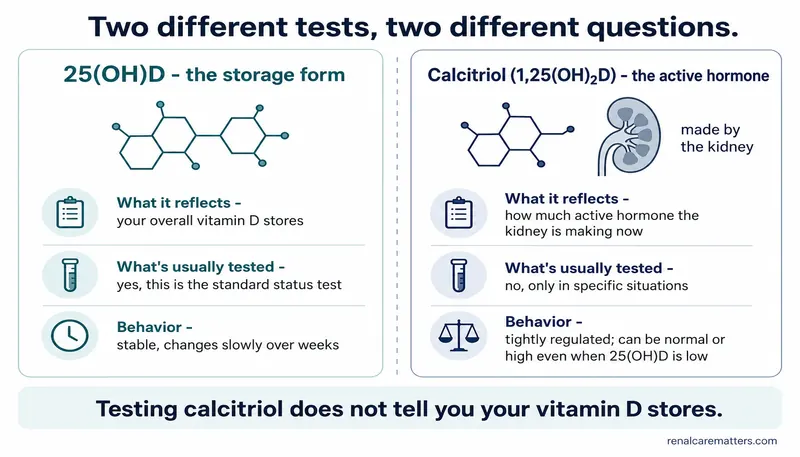 Two different tests, two different questions.
25(OH)D - the storage form
What it reflects -
your overall vitamin D stores
What's usually tested -
yes, this is the standard status test
Behavior -
stable, changes slowly over weeks
Calcitriol (1,25(OH)₂D) - the active hormone
made by
the kidney
What it reflects -
how much active hormone the
kidney is making now
What's usually tested -
no, only in specific situations
Behavior -
tightly regulated; can be normal or
high even when 25(OH)D is low
Testing calcitriol does not tell you your vitamin D stores.
renalcarematters.com